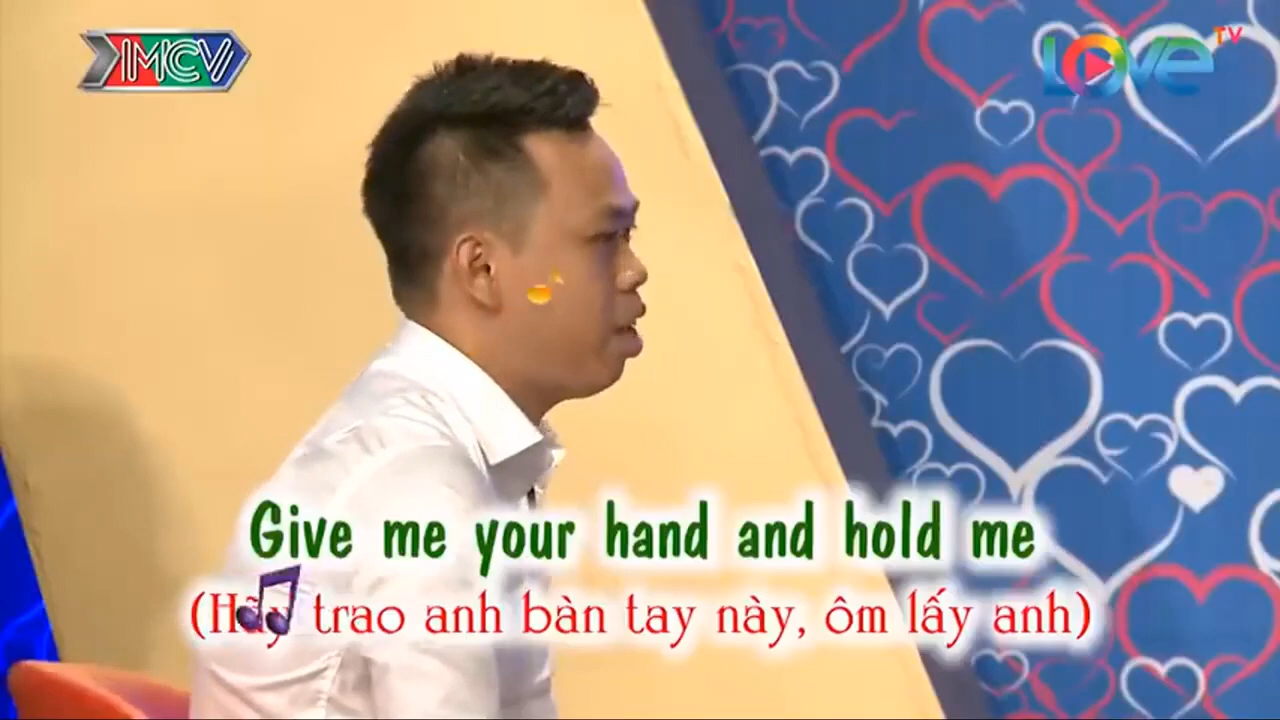 MCV
LOVE TV
Give me your hand and hold me
(Hãy trao anh bàn tay này, ôm lấy anh)